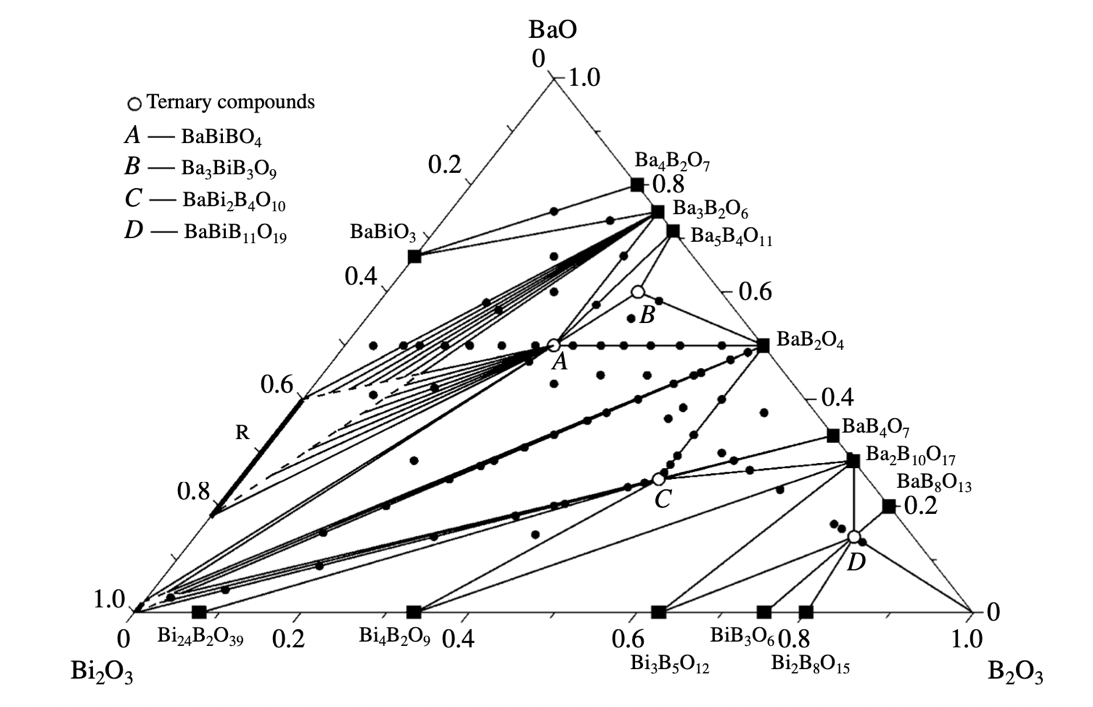 BaO
0
1.0
○ Ternary compounds
A — BaBiBO₄
B — Ba₃BiB₃O₉
C — BaBi₂B₄O₁₀
D — BaBiB₁₁O₁₉
Ba₄B₂O₇
0.2
0.8
Ba₃B₂O₆
BaBiO₃
Ba₅B₄O₁₁
0.4
0.6
B
BaB₂O₄
A
0.6
0.4
R
BaB₄O₇
Ba₂B₁₀O₁₇
0.8
BaB₈O₁₃
C
0.2
D
1.0
0
0
Bi₂₄B₂O₃₉
0.2
Bi₄B₂O₉
0.4
0.6
BiB₃O₆
0.8
1.0
Bi₂O₃
Bi₃B₅O₁₂
Bi₂B₈O₁₅
B₂O₃